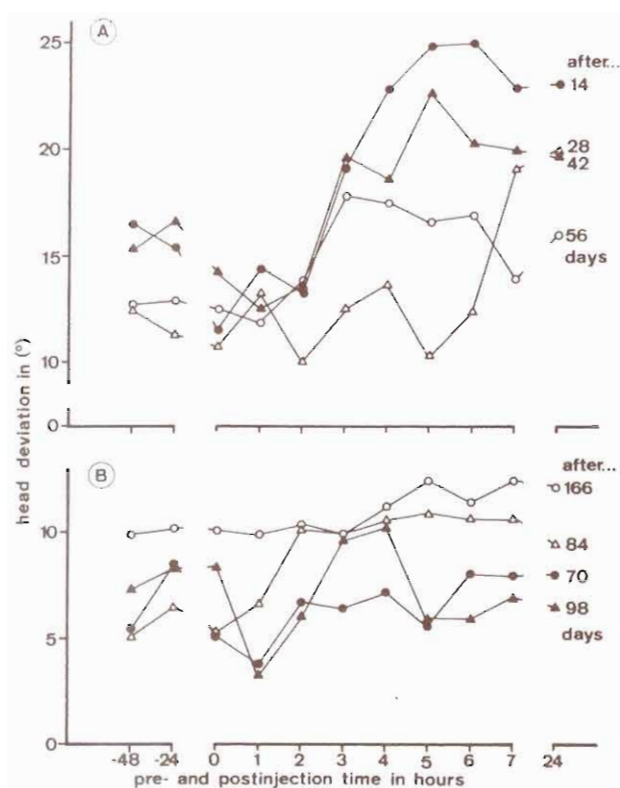 A
25
20
15
10
0
after...
14
28
42
56
days
head deviation in (°)
B
10
5
0
after...
166
84
70
98
days
-48 -24 0 1 2 3 4 5 6 7 24
pre- and postinjection time in hours